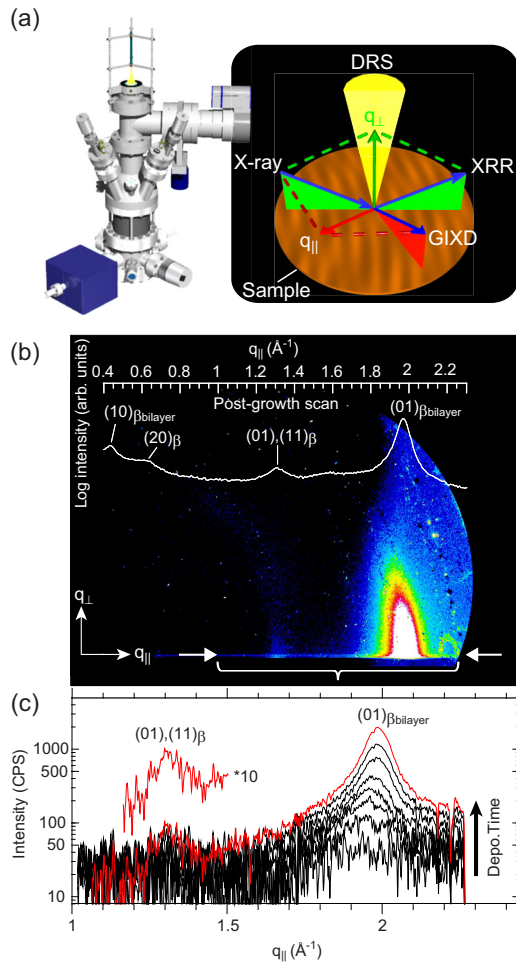 (a)
DRS
q⊥
X-ray
XRR
q||
GIXD
Sample
(b)
q|| (Å-1)
0.4 0.6 0.8 1 1.2 1.4 1.6 1.8 2 2.2
Log intensity (arb. units)
Post-growth scan
(10)βbilayer
(20)β
(01),(11)β
(01)βbilayer
q⊥
q||
(c)
(01),(11)β
(01)βbilayer
*10
Intensity (CPS)
1000
500
100
50
10
Depo.Time
1 1.5 2
q|| (Å-1)